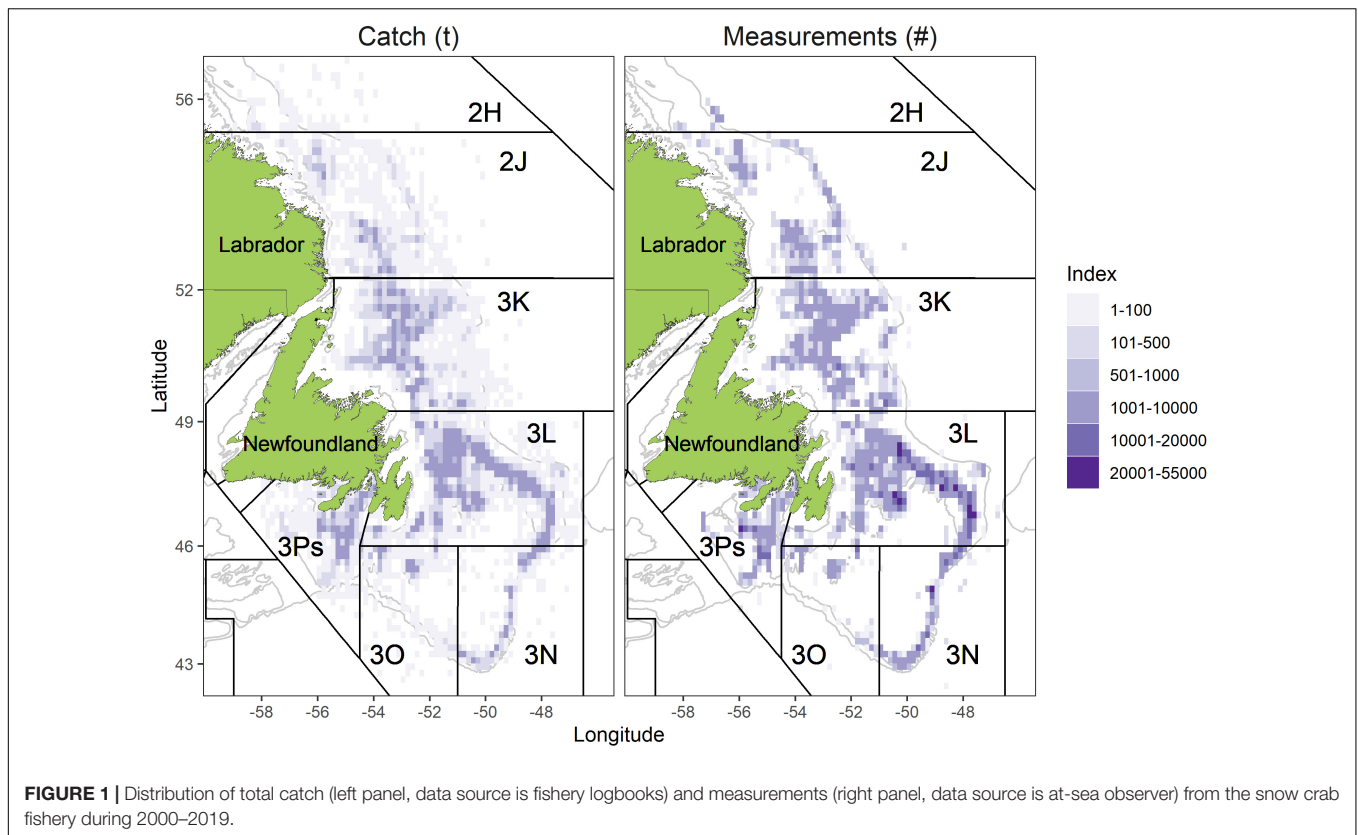 Catch (t)
Measurements (#)
56
52
49
46
43
Latitude
2H
2J
Labrador
3K
3L
Newfoundland
3Ps
3O
3N
-58
-56
-54
-52
-50
-48
2H
2J
Labrador
3K
3L
Newfoundland
3Ps
3O
3N
-58
-56
-54
-52
-50
-48
Longitude
Index
1-100
101-500
501-1000
1001-10000
10001-20000
20001-55000
FIGURE 1 | Distribution of total catch (left panel, data source is fishery logbooks) and measurements (right panel, data source is at-sea observer) from the snow crab
fishery during 2000–2019.